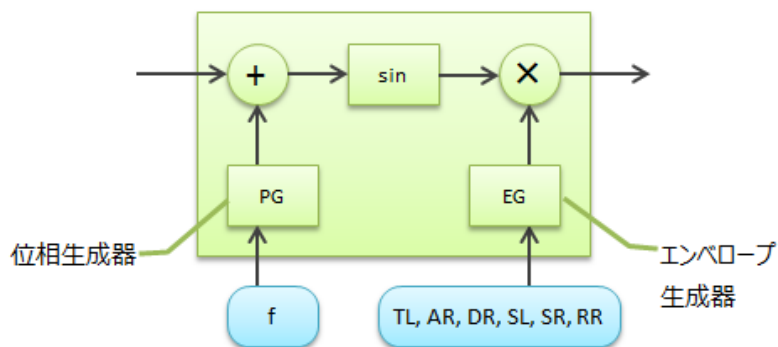 +
sin
×
PG
EG
位相生成器
エンベロープ
生成器
f
TL, AR, DR, SL, SR, RR